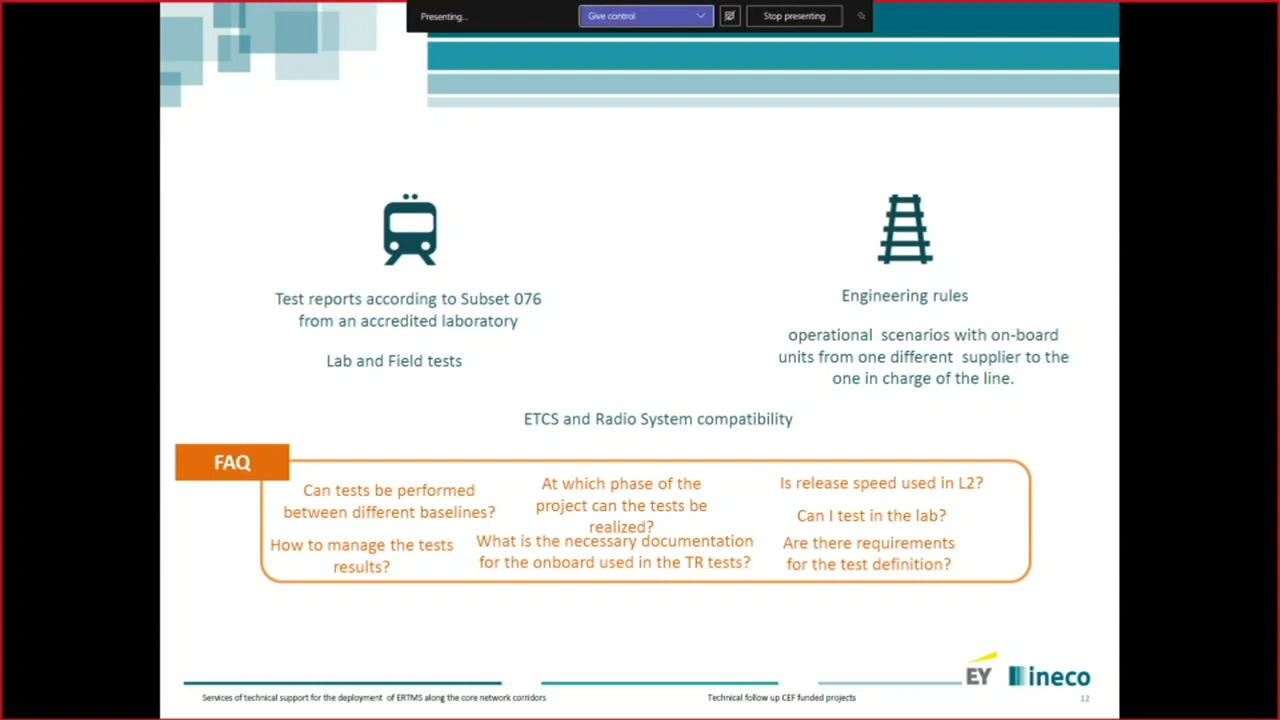 Presenting...
Give control
Stop presenting
Test reports according to Subset 076
from an accredited laboratory
Lab and Field tests
Engineering rules
operational scenarios with on-board
units from one different supplier to the
one in charge of the line.
ETCS and Radio System compatibility
FAQ
Can tests be performed
between different baselines?
At which phase of the
project can the tests be
realized?
Is release speed used in L2?
Can I test in the lab?
How to manage the tests
results?
What is the necessary documentation
for the onboard used in the TR tests?
Are there requirements
for the test definition?
EY
ineco
Services of technical support for the deployment of ERTMS along the core network corridors
Technical follow up CEF funded projects
12